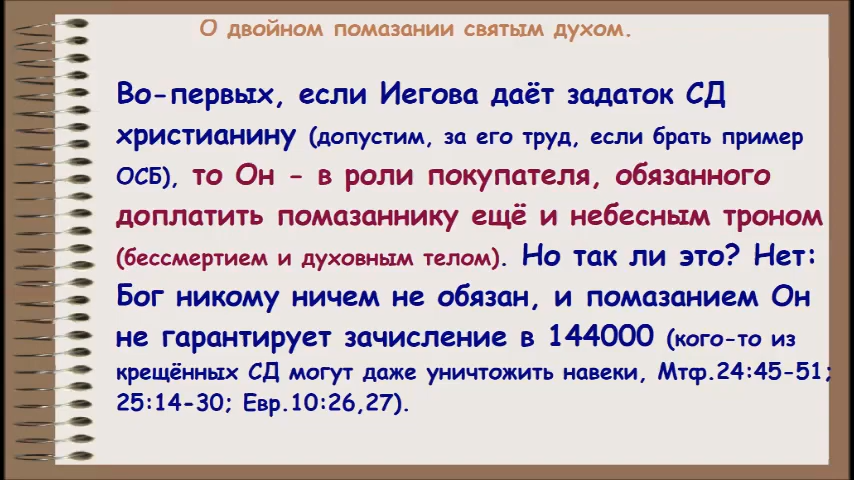 О двойном помазании святым духом.
Во-первых, если Иегова даёт задаток СД
христианину (допустим, за его труд, если брать пример
ОСБ), то Он - в роли покупателя, обязанного
доплатить помазаннику ещё и небесным троном
(бессмертием и духовным телом). Но так ли это? Нет:
Бог никому ничем не обязан, и помазанием Он
не гарантирует зачисление в 144000 (кого-то из
крещённых СД могут даже уничтожить навеки, Мтф.24:45-51;
25:14-30; Евр.10:26,27).